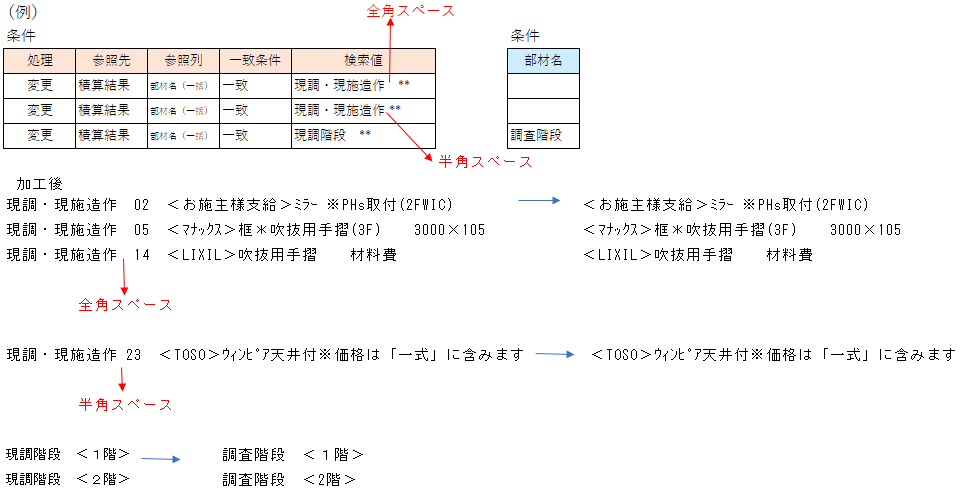 (例)
全角スペース
条件
条件
処理 参照先 参照列 一致条件 検索値
部材名
変更 積算結果 部材名（一括） 一致 現調・現施造作　**
変更 積算結果 部材名（一括） 一致 現調・現施造作 **
変更 積算結果 部材名（一括） 一致 現調階段　**
調査階段
半角スペース
加工後
現調・現施造作　02　＜お施主様支給＞ﾐﾗｰ ※PHs取付(2FWIC)
＜お施主様支給＞ﾐﾗｰ ※PHs取付(2FWIC)
現調・現施造作　05　＜ﾏﾅｯｸｽ＞框＊吹抜用手摺(3F)　　3000×105
＜ﾏﾅｯｸｽ＞框＊吹抜用手摺(3F)　　3000×105
現調・現施造作　14　＜LIXIL＞吹抜用手摺　　材料費
＜LIXIL＞吹抜用手摺　　材料費
全角スペース
現調・現施造作 23　＜TOSO＞ｳｨﾝﾋﾟｱ天井付※価格は「一式」に含みます
＜TOSO＞ｳｨﾝﾋﾟｱ天井付※価格は「一式」に含みます
半角スペース
現調階段　＜１階＞
調査階段　＜１階＞
現調階段　＜２階＞
調査階段　＜2階＞